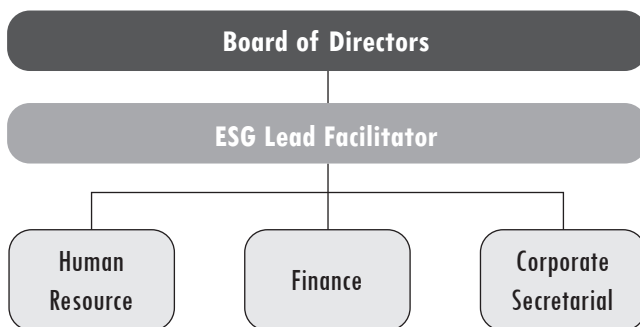 Board of Directors
ESG Lead Facilitator
Human
Resource
Finance
Corporate
Secretarial